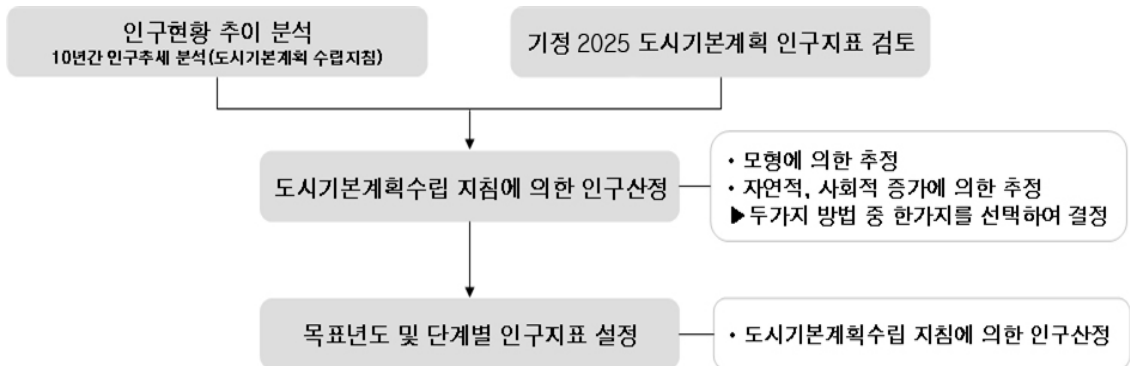 인구현황 추이 분석
10년간 인구추세 분석(도시기본계획 수립지침)
기정 2025 도시기본계획 인구지표 검토
도시기본계획수립 지침에 의한 인구산정
• 모형에 의한 추정
• 자연적, 사회적 증가에 의한 추정
▶두가지 방법 중 한가지를 선택하여 결정
목표년도 및 단계별 인구지표 설정
• 도시기본계획수립 지침에 의한 인구산정